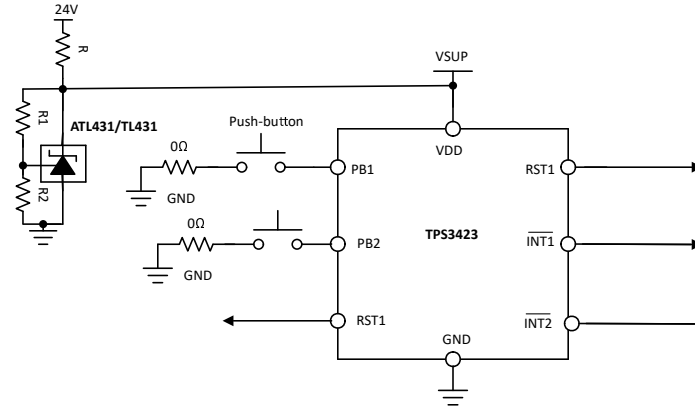 24V
R
VSUP
R1
ATL431/TL431
Push-button
VDD
0Ω
PB1
RST1
R2
GND
0Ω
TPS3423
PB2
INT1
GND
RST1
INT2
GND